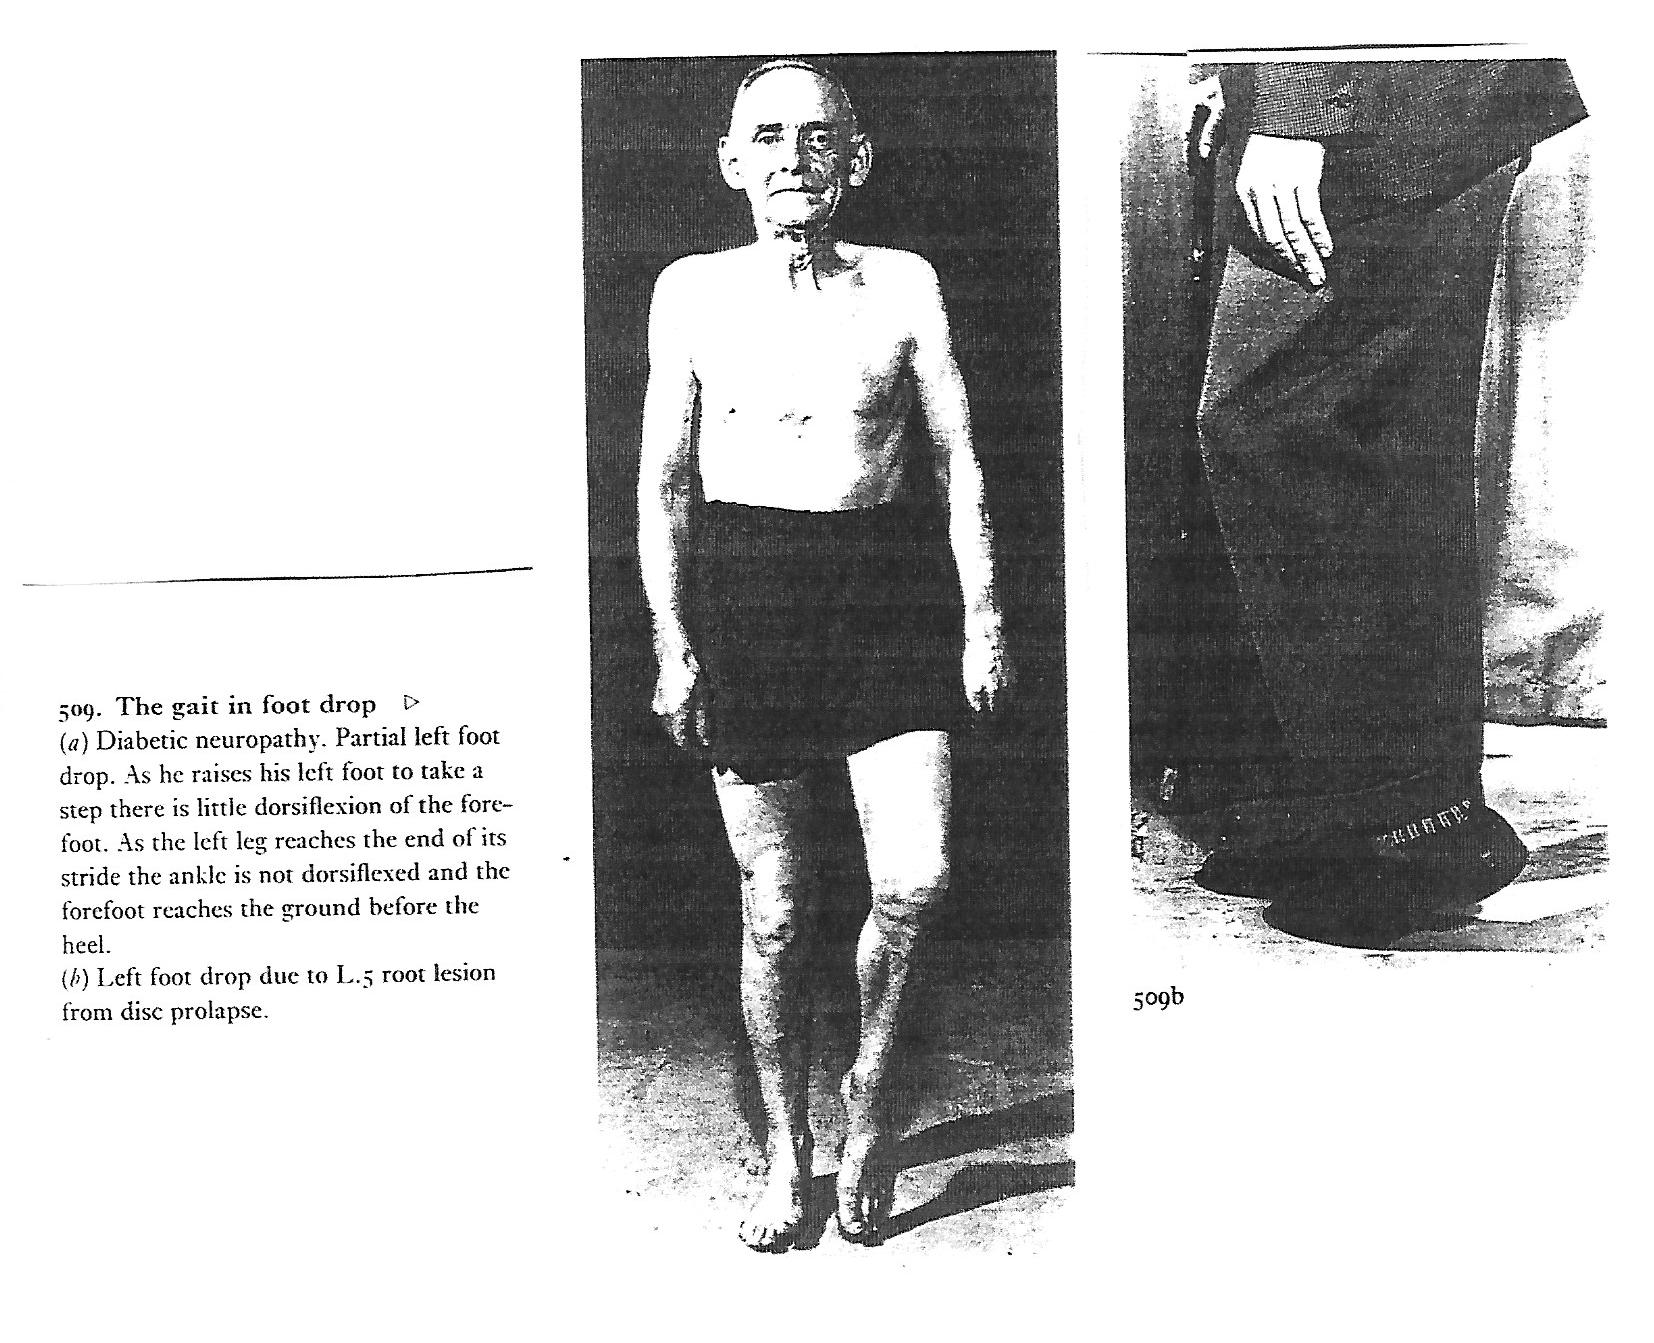 509. The gait in foot drop ▷
(a) Diabetic neuropathy. Partial left foot
drop. As he raises his left foot to take a
step there is little dorsiflexion of the fore-
foot. As the left leg reaches the end of its
stride the ankle is not dorsiflexed and the
forefoot reaches the ground before the
heel.
(b) Left foot drop due to L.5 root lesion
from disc prolapse.
509b